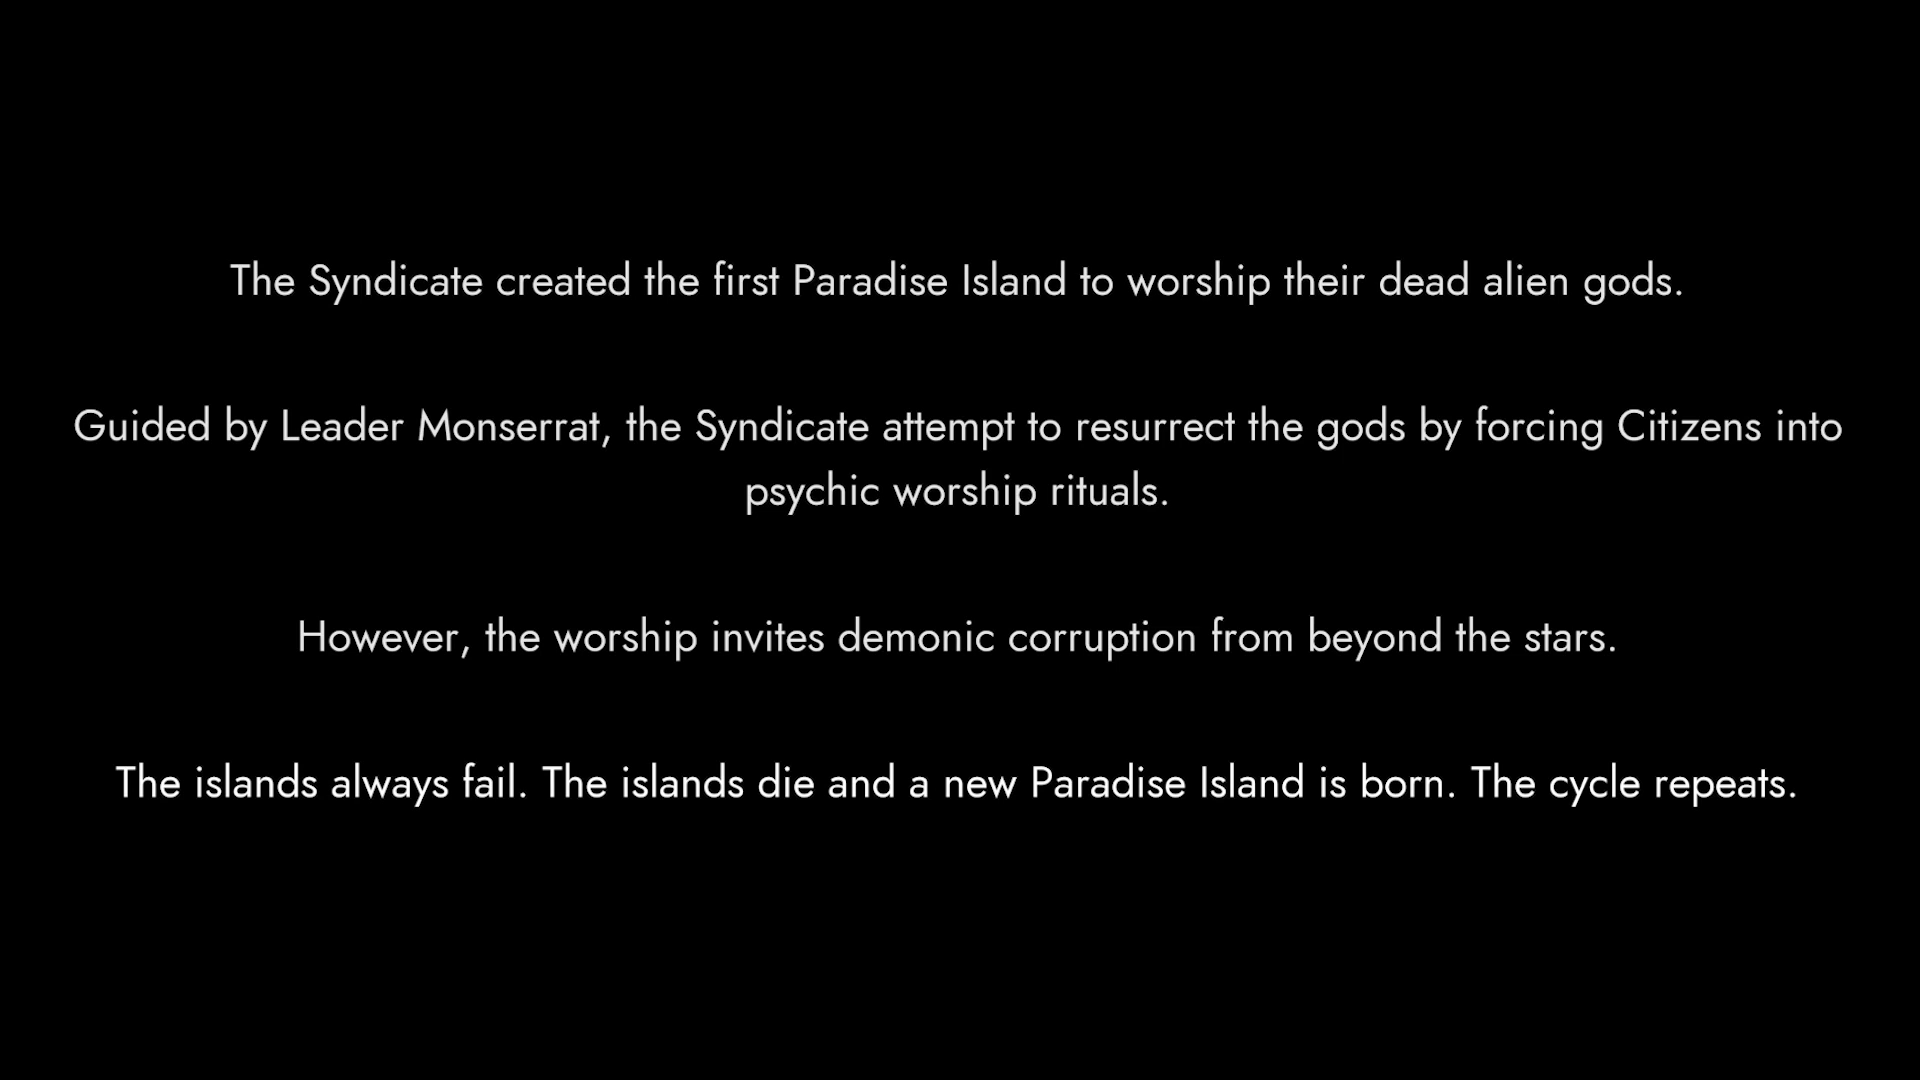 The Syndicate created the first Paradise Island to worship their dead alien gods.
Guided by Leader Monserrat, the Syndicate attempt to resurrect the gods by forcing Citizens into
psychic worship rituals.
However, the worship invites demonic corruption from beyond the stars.
The islands always fail. The islands die and a new Paradise Island is born. The cycle repeats.